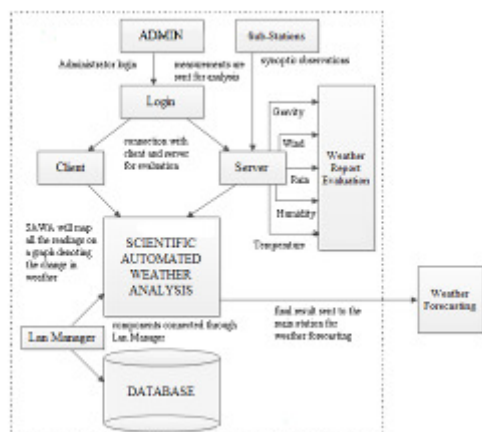 ADMIN
Sub-Stations
Administrator login
measurements are
sent for analysis
synoptic observations
Login
connection with
client and server
for evaluation
Client
Server
Gravity
Wind
Rain
Humidity
Temperature
Weather
Report
Evaluation
SAWA will map
all the readings on
a graph denoting
the change in
weather
SCIENTIFIC
AUTOMATED
WEATHER
ANALYSIS
Lan Manager
components connected through
Lan Manager
final result sent to the
main station for
weather forecasting
Weather
Forecasting
DATABASE